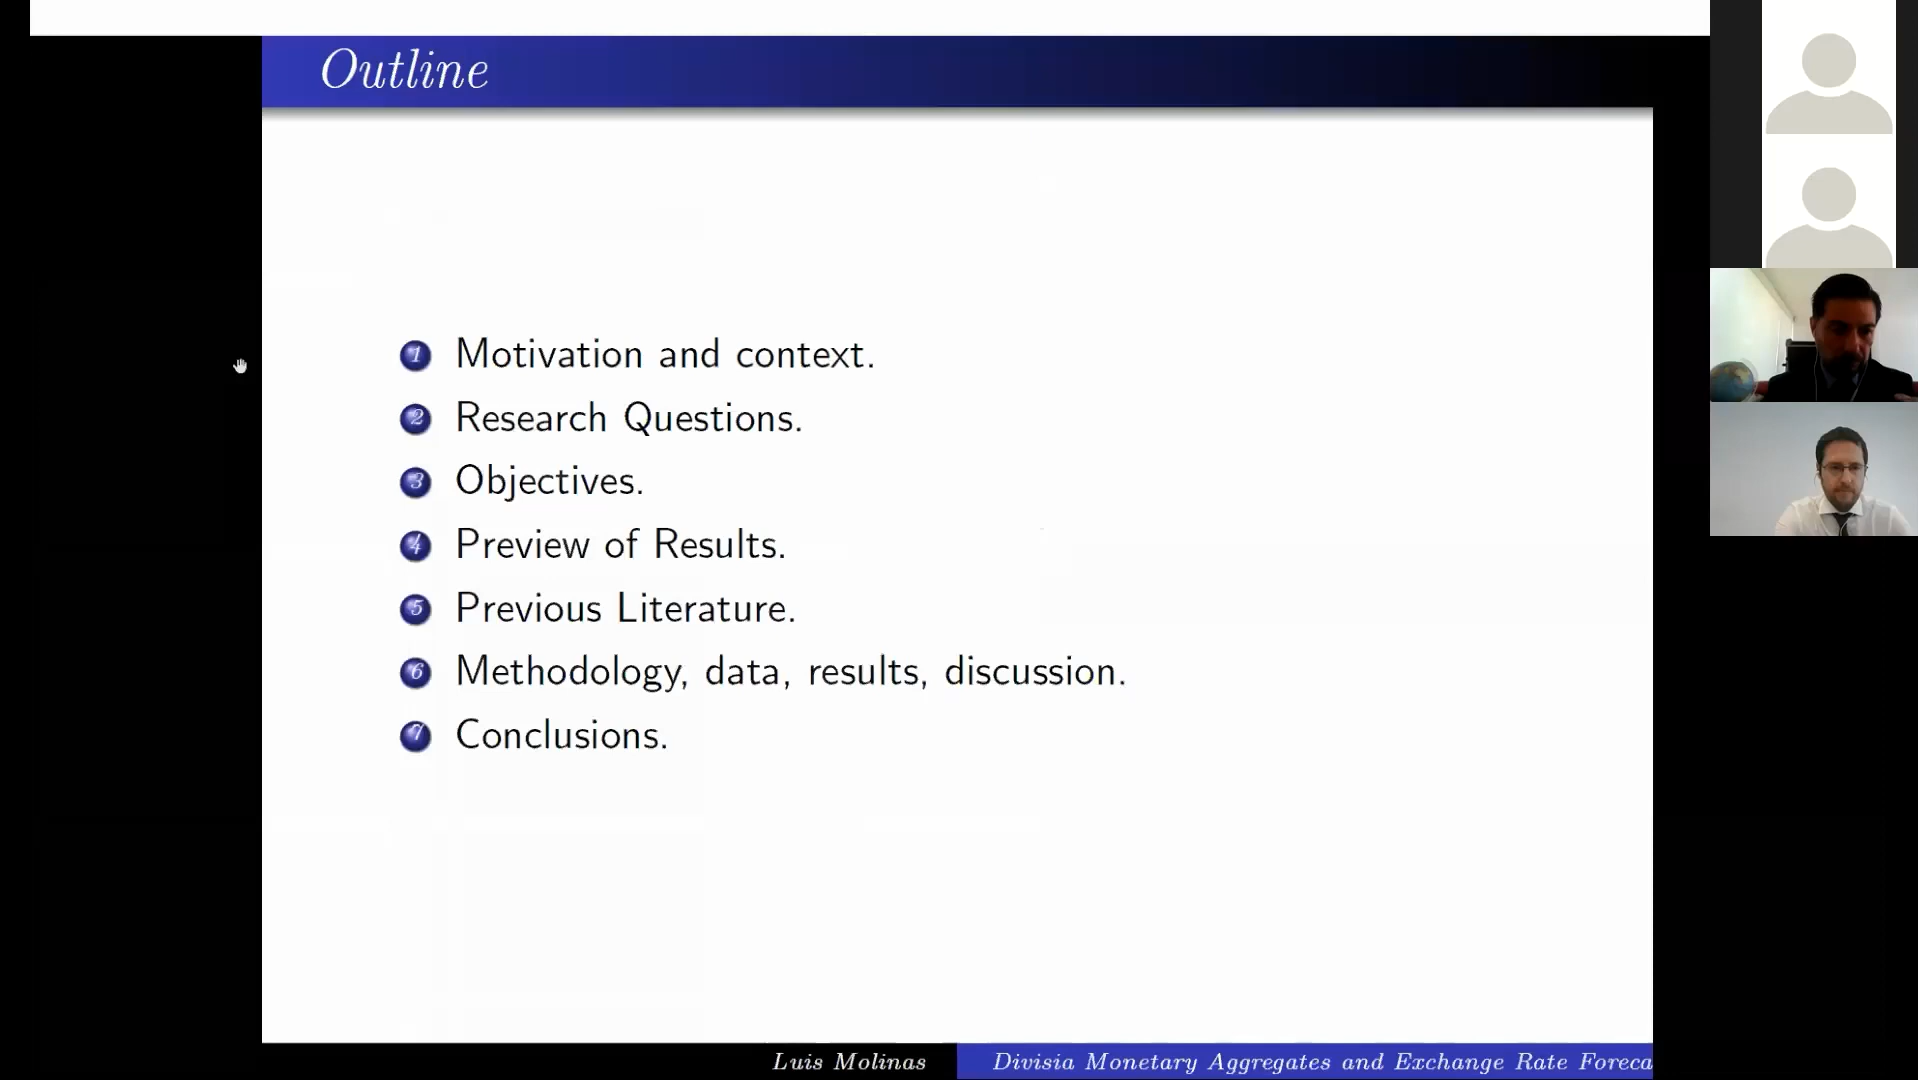 Outline
1 Motivation and context.
2 Research Questions.
3 Objectives.
4 Preview of Results.
5 Previous Literature.
6 Methodology, data, results, discussion.
7 Conclusions.
Luis Molinas
Divisia Monetary Aggregates and Exchange Rate Foreca